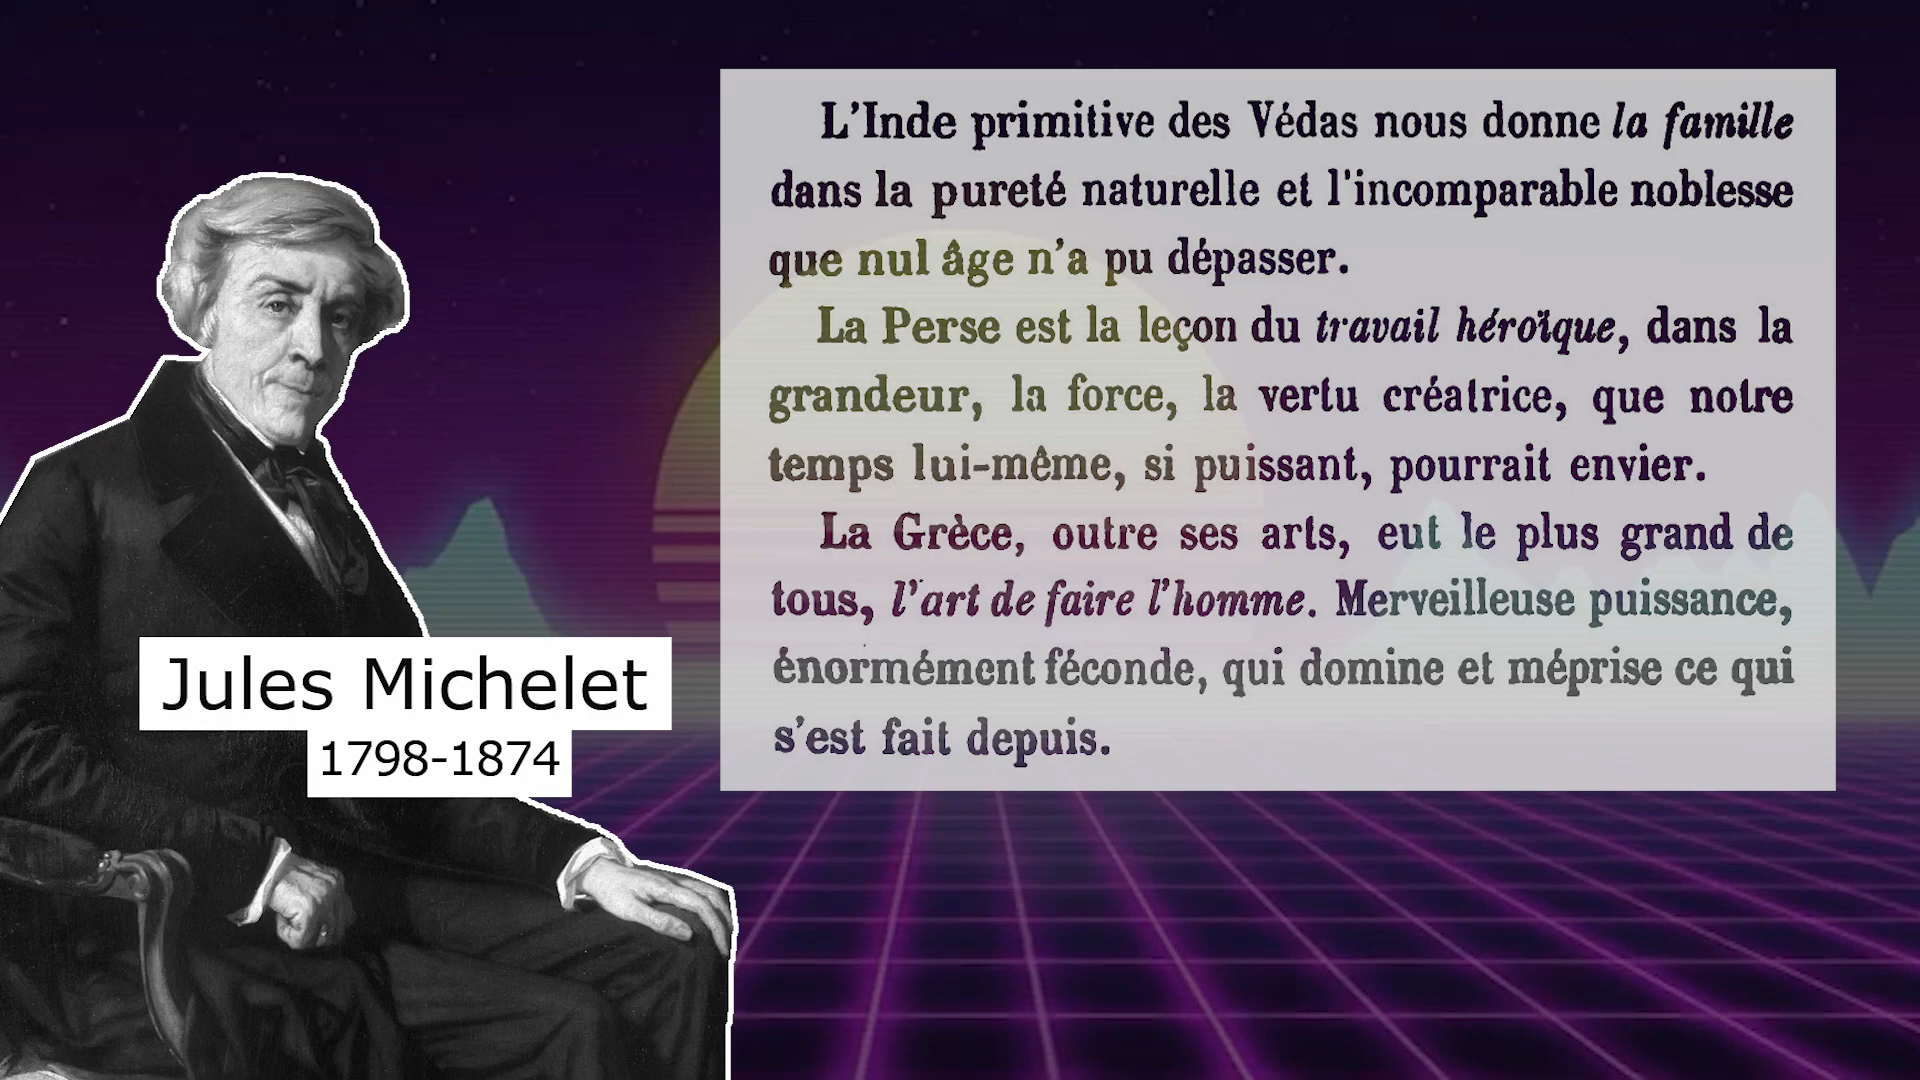 L'Inde primitive des Védas nous donne la famille
dans la pureté naturelle et l'incomparable noblesse
que nul âge n'a pu dépasser.
La Perse est la leçon du travail héroïque, dans la
grandeur, la force, la vertu créatrice, que notre
temps lui-même, si puissant, pourrait envier.
La Grèce, outre ses arts, eut le plus grand de
tous, l'art de faire l'homme. Merveilleuse puissance,
énormément féconde, qui domine et méprise ce qui
s'est fait depuis.
Jules Michelet
1798-1874